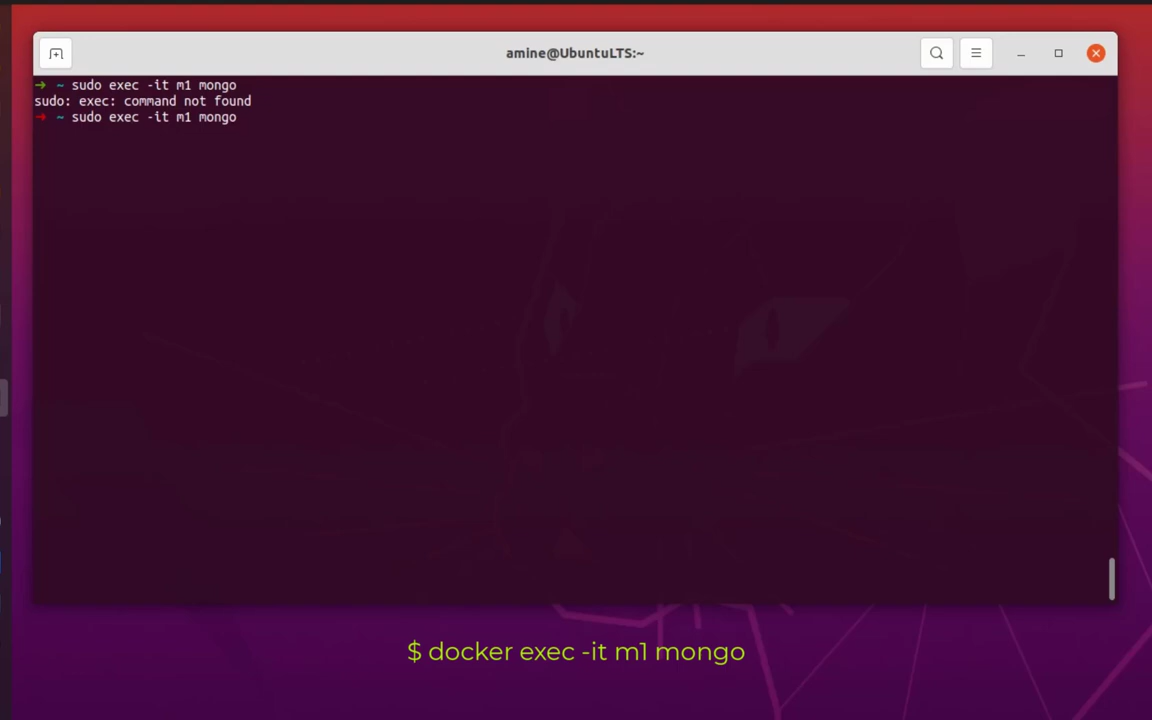 amine@UbuntuLTS:~
➜ ~ sudo exec -it m1 mongo
sudo: exec: command not found
➜ ~ sudo exec -it m1 mongo
$ docker exec -it m1 mongo